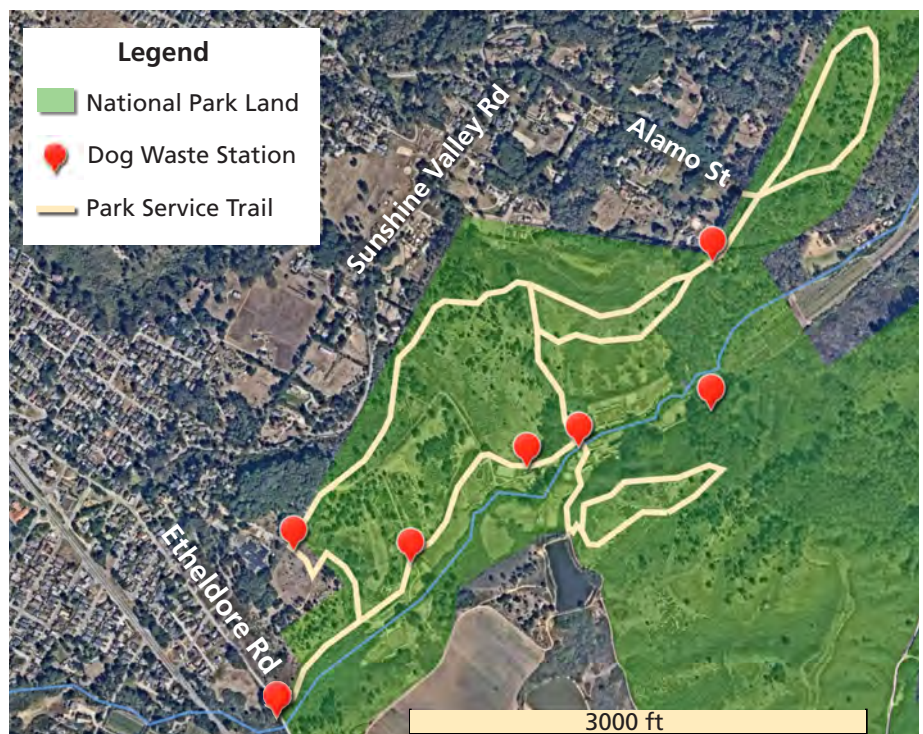 Legend
National Park Land
Dog Waste Station
Park Service Trail
Sunshine Valley Rd
Alamo St
Etheldore Rd
3000 ft